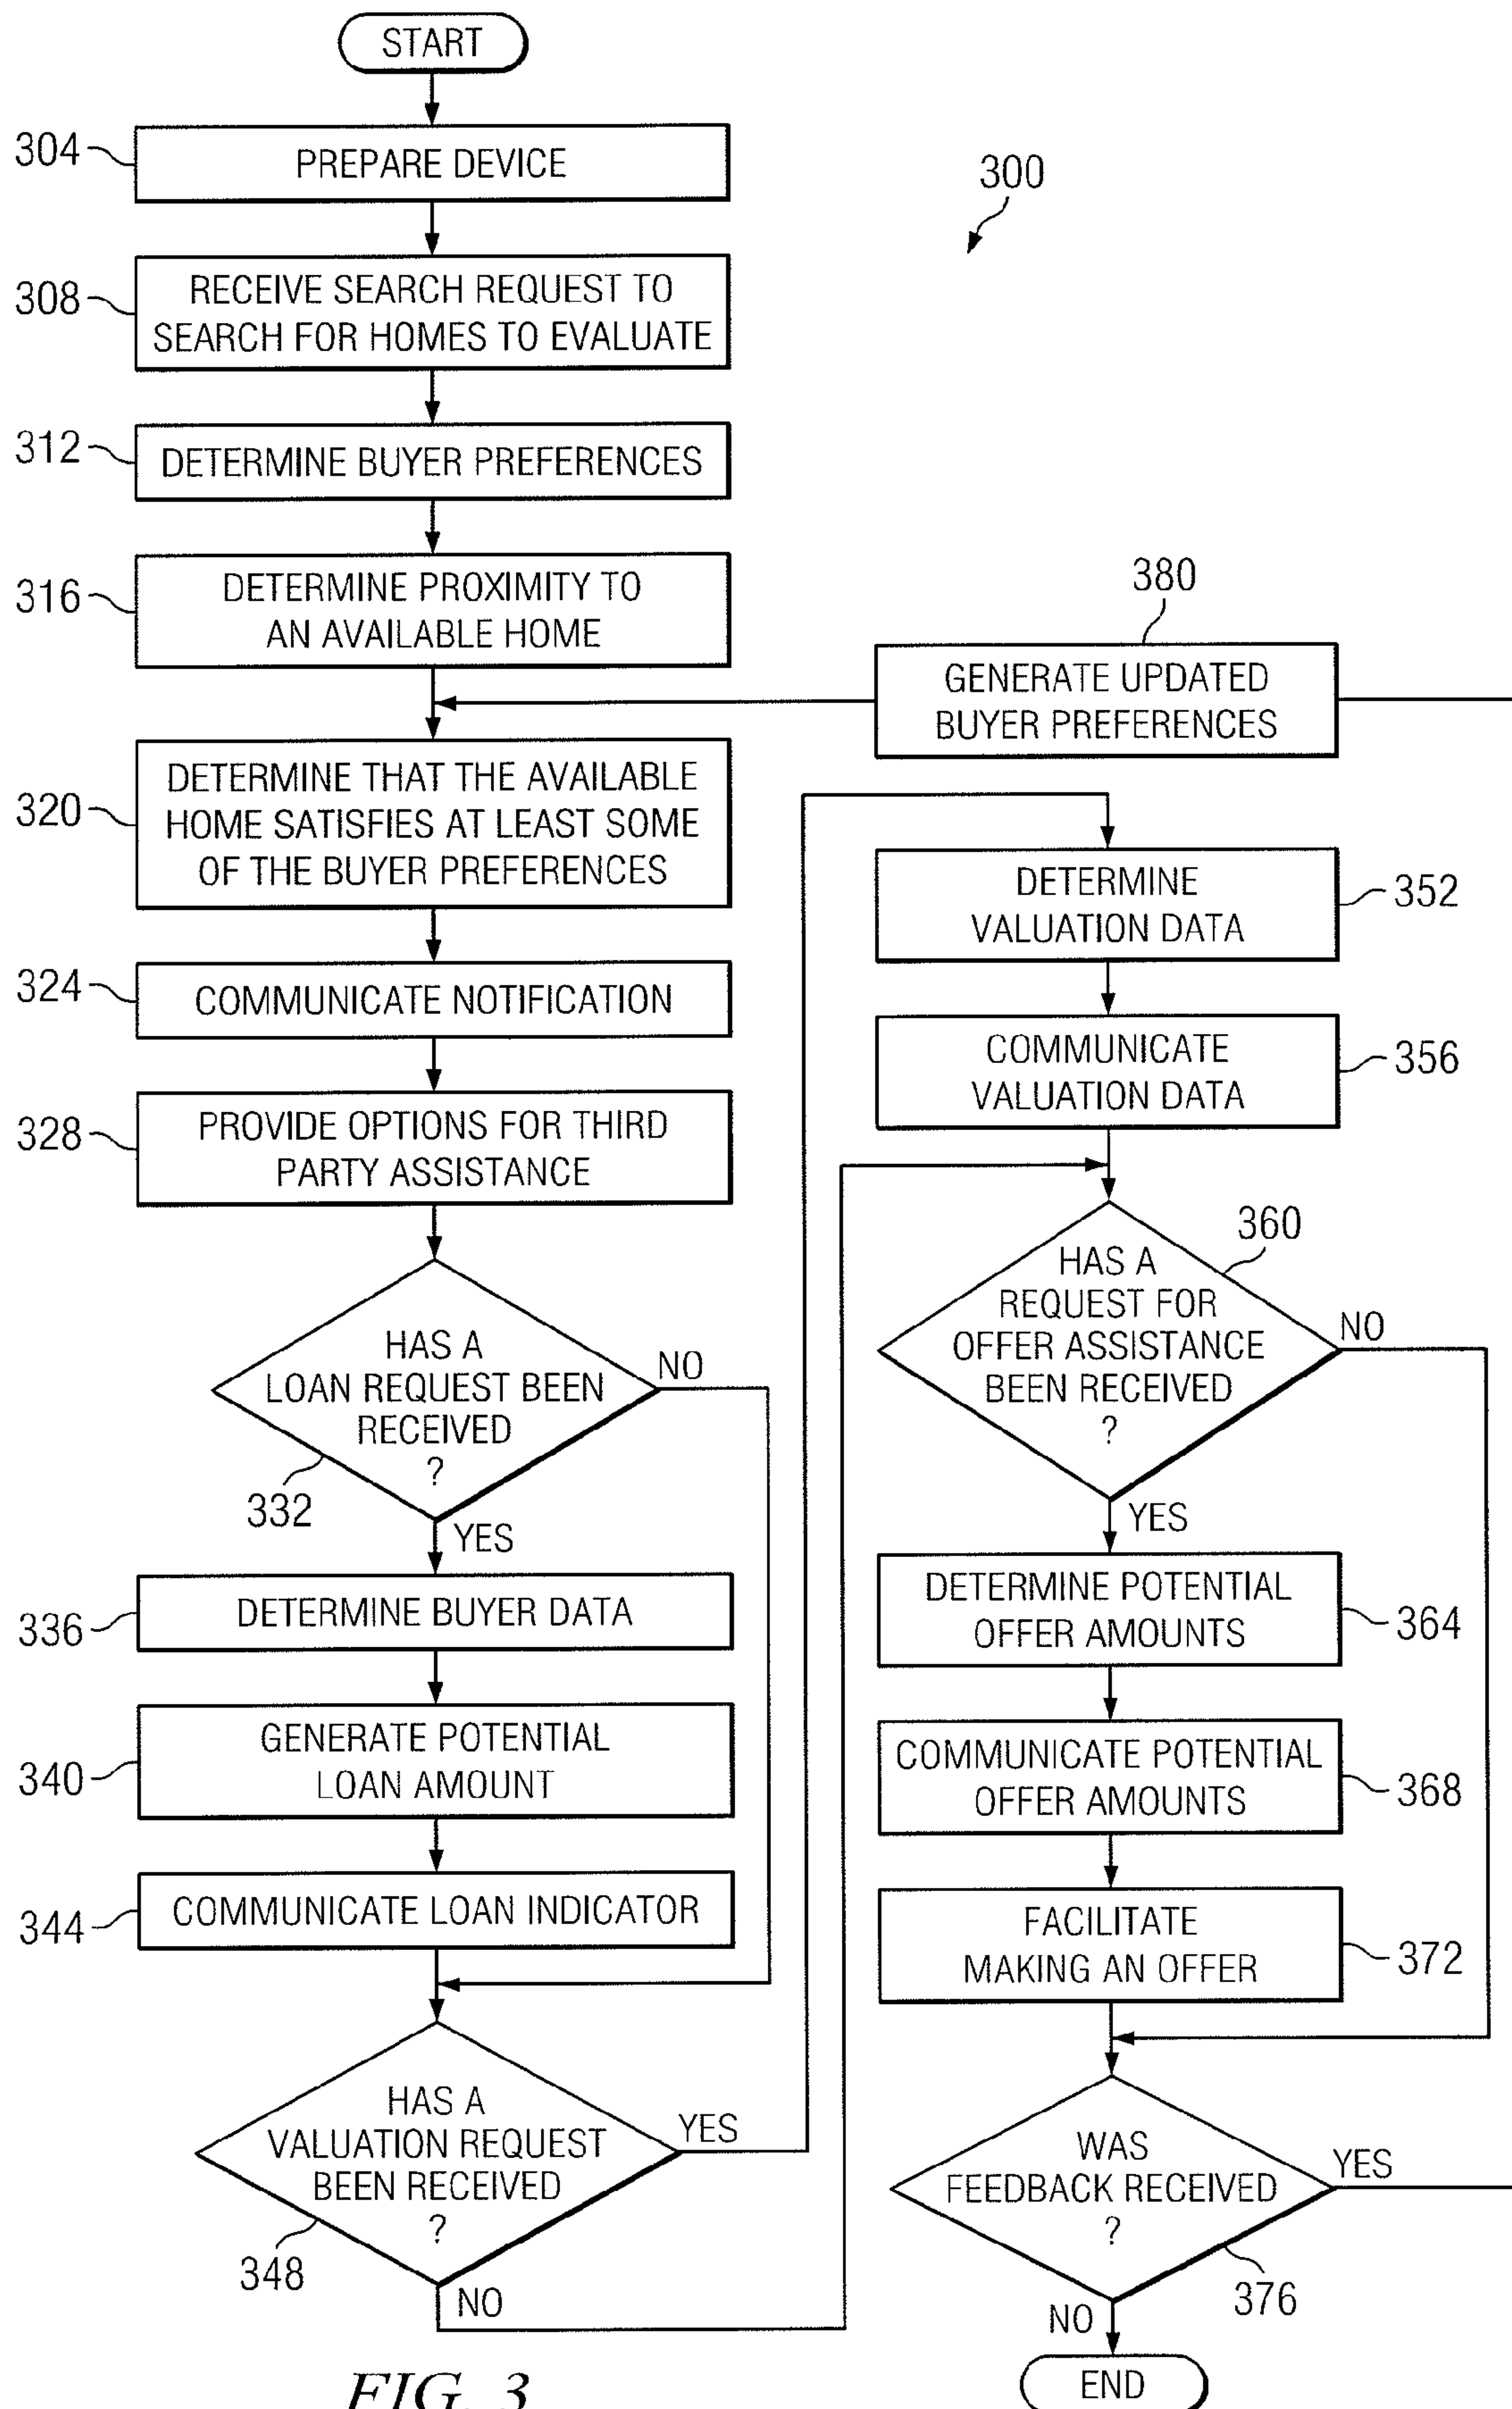 START
304
PREPARE DEVICE
300
308
RECEIVE SEARCH REQUEST TO
SEARCH FOR HOMES TO EVALUATE
312
DETERMINE BUYER PREFERENCES
316
DETERMINE PROXIMITY TO
AN AVAILABLE HOME
320
DETERMINE THAT THE AVAILABLE
HOME SATISFIES AT LEAST SOME
OF THE BUYER PREFERENCES
324
COMMUNICATE NOTIFICATION
328
PROVIDE OPTIONS FOR THIRD
PARTY ASSISTANCE
HAS A
LOAN REQUEST BEEN
RECEIVED
?
NO
332
YES
336
DETERMINE BUYER DATA
340
GENERATE POTENTIAL
LOAN AMOUNT
344
COMMUNICATE LOAN INDICATOR
HAS A
VALUATION REQUEST
BEEN RECEIVED
?
YES
348
NO
380
GENERATE UPDATED
BUYER PREFERENCES
DETERMINE
VALUATION DATA
352
COMMUNICATE
VALUATION DATA
356
360
HAS A
REQUEST FOR
OFFER ASSISTANCE
BEEN RECEIVED
?
NO
YES
DETERMINE POTENTIAL
OFFER AMOUNTS
364
COMMUNICATE POTENTIAL
OFFER AMOUNTS
368
FACILITATE
MAKING AN OFFER
372
WAS
FEEDBACK RECEIVED
?
YES
376
NO
END
FIG. 3